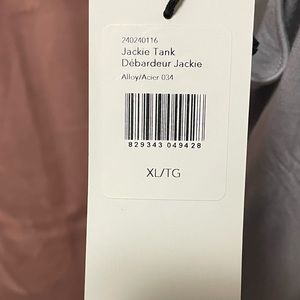 240240116
Jackie Tank
Débardeur Jackie
Alloy/Acier 034
829343 049428
XL/TG